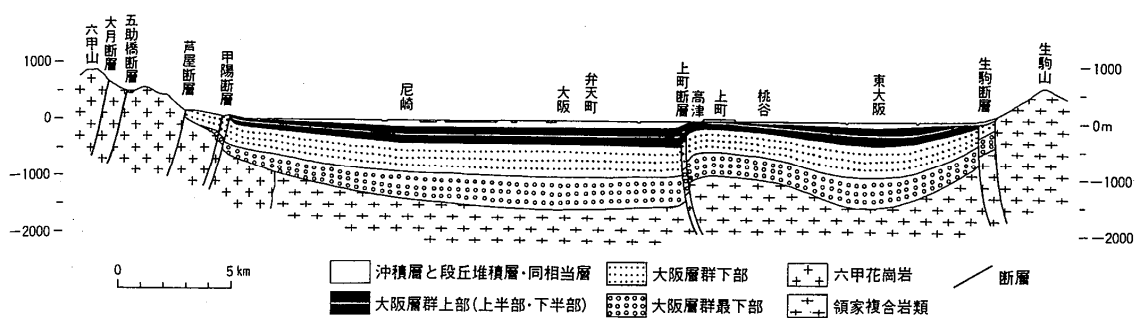 六甲山
大月断層
五助橋断層
芦屋断層
甲陽断層
尼崎
大阪
弁天町
上町断層
高津
上町
桃谷
東大阪
生駒断層
生駒山
1000
0
-1000
-2000
1000
0m
-1000
-2000
0 5 km
沖積層と段丘堆積層・同相当層
大阪層群下部
六甲花崗岩
断層
大阪層群上部(上半部・下半部)
大阪層群最下部
領家複合岩類